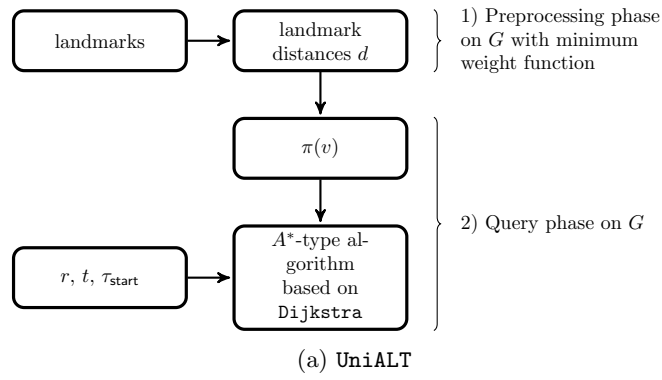 landmarks
landmark
distances d
1) Preprocessing phase
on G with minimum
weight function
π(v)
2) Query phase on G
r, t, τstart
A*-type al-
gorithm
based on
Dijkstra
(a) UniALT